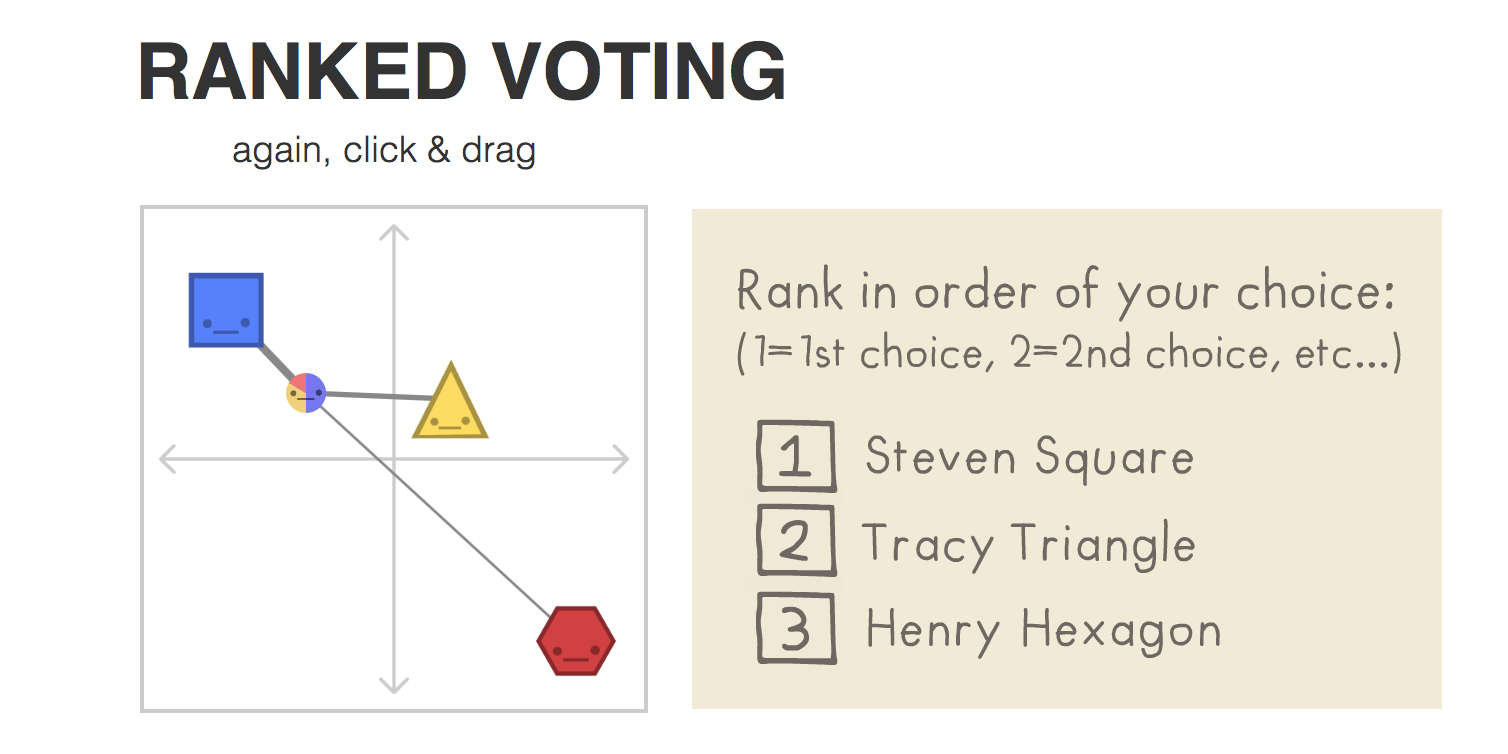 RANKED VOTING
again, click & drag
Rank in order of your choice:
(1=1st choice, 2=2nd choice, etc...)
1 Steven Square
2 Tracy Triangle
3 Henry Hexagon